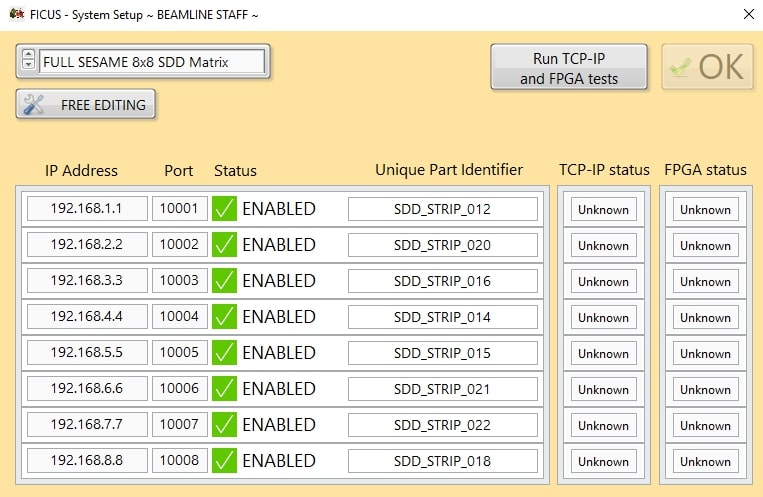 FICUS - System Setup ~ BEAMLINE STAFF ~
FULL SESAME 8x8 SDD Matrix
Run TCP-IP
and FPGA tests
OK
FREE EDITING
IP Address Port Status Unique Part Identifier TCP-IP status FPGA status
192.168.1.1 10001 ENABLED SDD_STRIP_012 Unknown Unknown
192.168.2.2 10002 ENABLED SDD_STRIP_020 Unknown Unknown
192.168.3.3 10003 ENABLED SDD_STRIP_016 Unknown Unknown
192.168.4.4 10004 ENABLED SDD_STRIP_014 Unknown Unknown
192.168.5.5 10005 ENABLED SDD_STRIP_015 Unknown Unknown
192.168.6.6 10006 ENABLED SDD_STRIP_021 Unknown Unknown
192.168.7.7 10007 ENABLED SDD_STRIP_022 Unknown Unknown
192.168.8.8 10008 ENABLED SDD_STRIP_018 Unknown Unknown